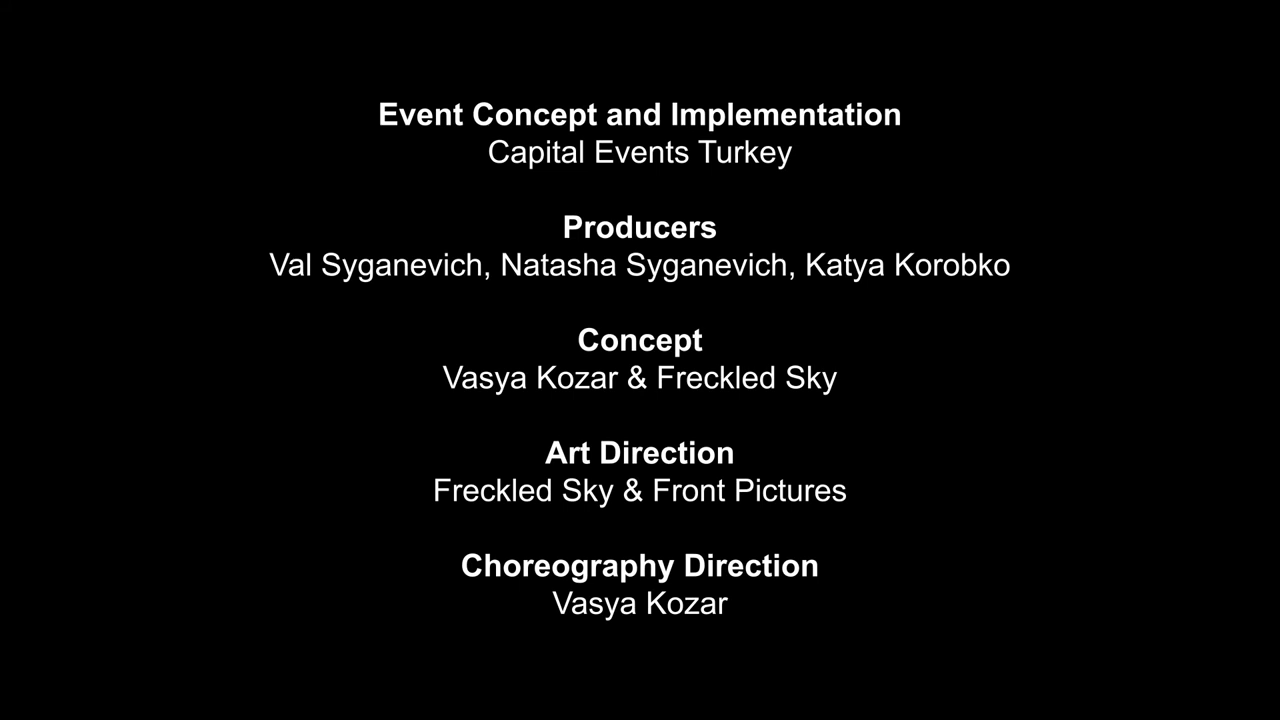 Event Concept and Implementation
Capital Events Turkey
Producers
Val Syganevich, Natasha Syganevich, Katya Korobko
Concept
Vasya Kozar & Freckled Sky
Art Direction
Freckled Sky & Front Pictures
Choreography Direction
Vasya Kozar